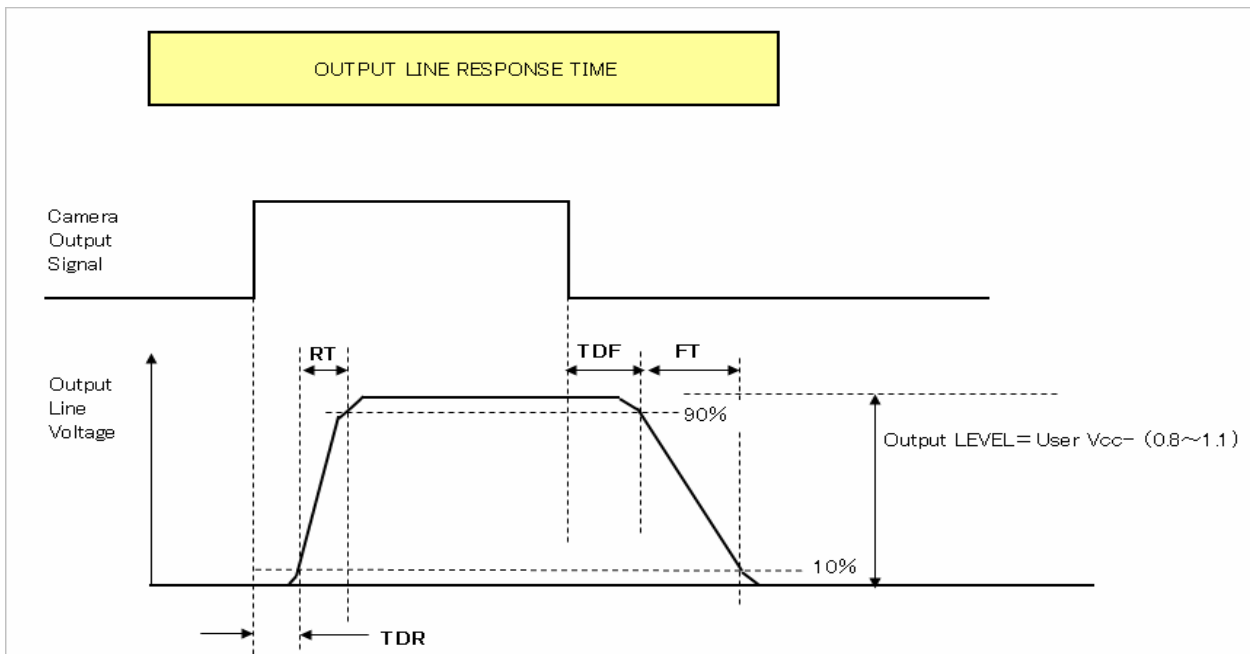 OUTPUT LINE RESPONSE TIME
Camera
Output
Signal
RT
TDF
FT
Output
Line
Voltage
90%
Output LEVEL=User Vcc-（0.8～1.1）
10%
TDR